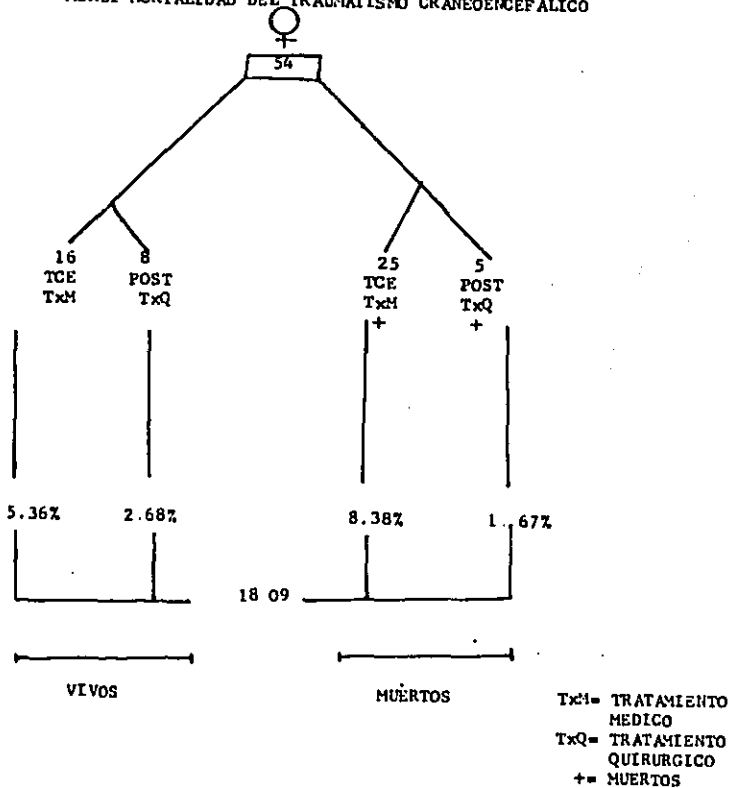 MORTALIDAD DEL TRAUMATISMO CRANEOENCEFALICO
54
16 8 25 5
TCE POST TCE POST
TxM TxQ TxM TxQ
+ +
5.36% 2.68% 8.38% 1.67%
18 09
VIVOS MUERTOS
TxM= TRATAMIENTO
MEDICO
TxQ= TRATAMIENTO
QUIRURGICO
+= MUERTOS